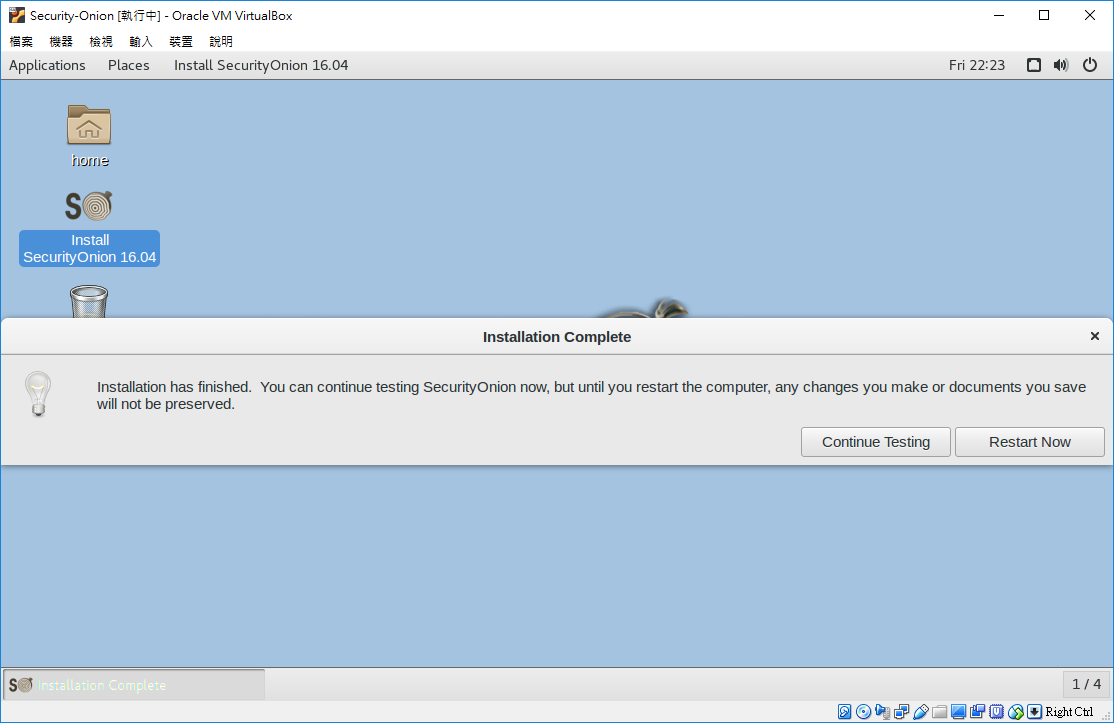 Security-Onion [執行中] - Oracle VM VirtualBox
檔案 機器 檢視 輸入 裝置 說明
Applications Places Install SecurityOnion 16.04 Fri 22:23
home
SO
Install
SecurityOnion 16.04
Installation Complete
Installation has finished.  You can continue testing SecurityOnion now, but until you restart the computer, any changes you make or documents you save
will not be preserved.
Continue Testing Restart Now
SO Installation Complete 1 / 4
Right Ctrl